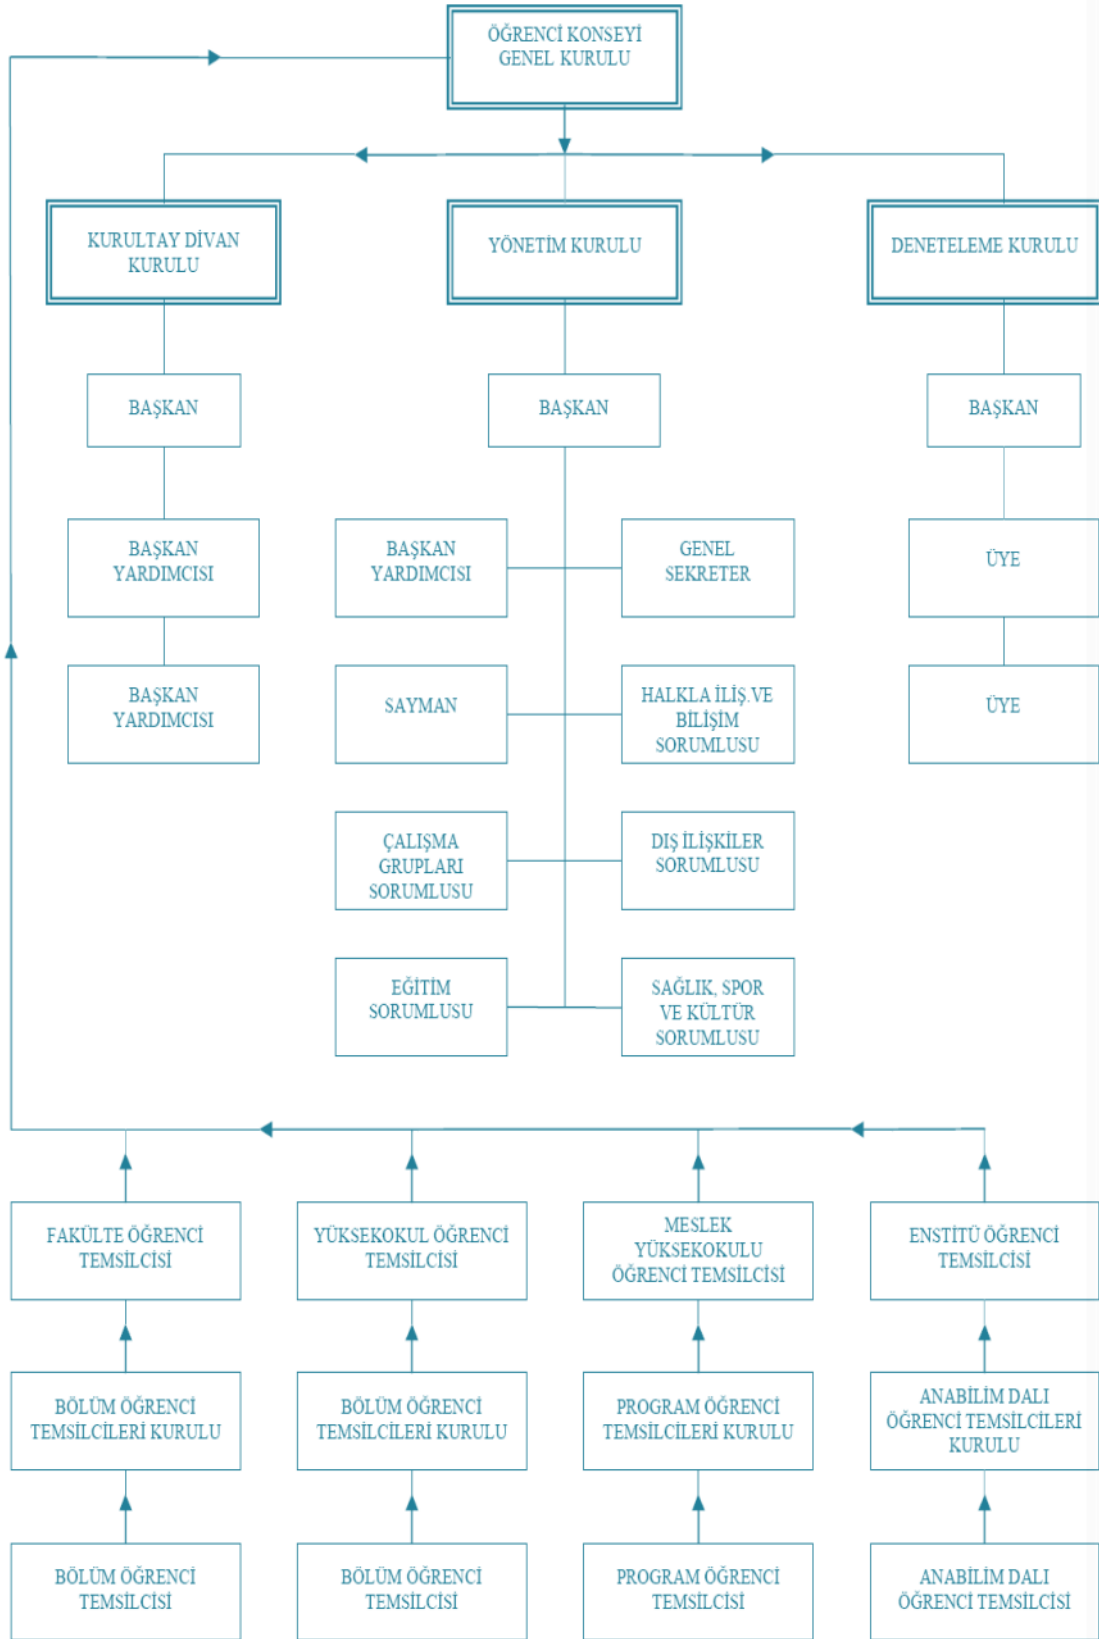 ÖĞRENCİ KONSEYİ
GENEL KURULU
KURULTAY DİVAN
KURULU
YÖNETİM KURULU
DENETELEME KURULU
BAŞKAN
BAŞKAN
BAŞKAN
BAŞKAN
YARDIMCISI
BAŞKAN
YARDIMCISI
GENEL
SEKRETER
ÜYE
BAŞKAN
YARDIMCISI
SAYMAN
HALKLA İLİŞ.VE
BİLİŞİM
SORUMLUSU
ÜYE
ÇALIŞMA
GRUPLARI
SORUMLUSU
DIŞ İLİŞKİLER
SORUMLUSU
EĞİTİM
SORUMLUSU
SAĞLIK, SPOR
VE KÜLTÜR
SORUMLUSU
FAKÜLTE ÖĞRENCİ
TEMSİLCİSİ
YÜKSEKOKUL ÖĞRENCİ
TEMSİLCİSİ
MESLEK
YÜKSEKOKULU
ÖĞRENCİ TEMSİLCİSİ
ENSTİTÜ ÖĞRENCİ
TEMSİLCİSİ
BÖLÜM ÖĞRENCİ
TEMSİLCİLERİ KURULU
BÖLÜM ÖĞRENCİ
TEMSİLCİLERİ KURULU
PROGRAM ÖĞRENCİ
TEMSİLCİLERİ KURULU
ANABİLİM DALI
ÖĞRENCİ TEMSİLCİLERİ
KURULU
BÖLÜM ÖĞRENCİ
TEMSİLCİSİ
BÖLÜM ÖĞRENCİ
TEMSİLCİSİ
PROGRAM ÖĞRENCİ
TEMSİLCİSİ
ANABİLİM DALI
ÖĞRENCİ TEMSİLCİSİ